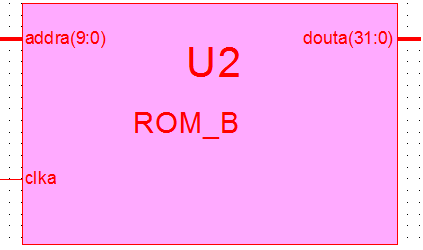 addra(9:0) douta(31:0)
U2
ROM_B
clka